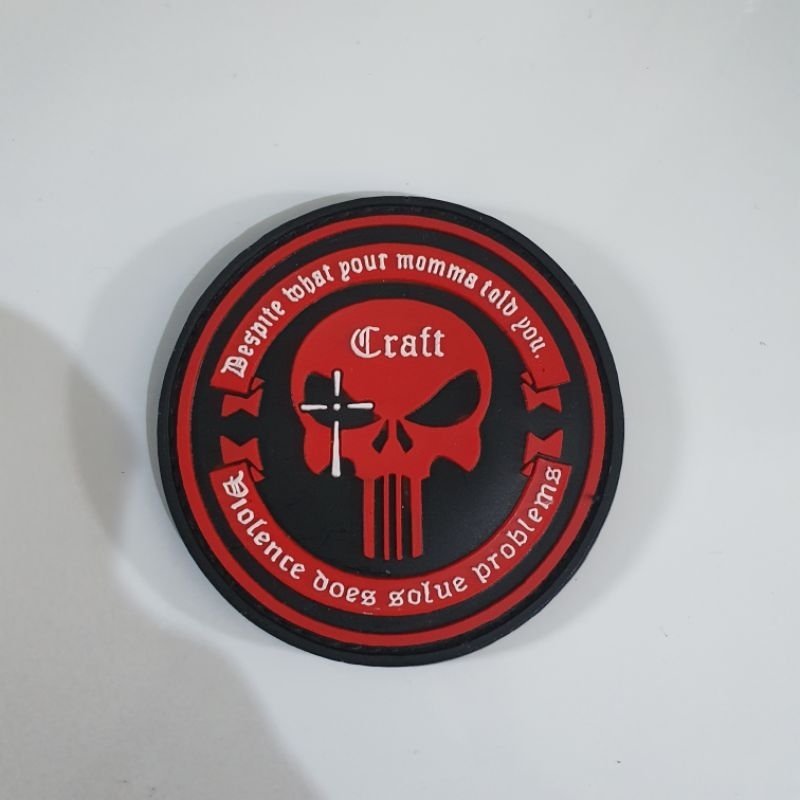 Despite what your momma told you.
Craft
Violence does solve problems